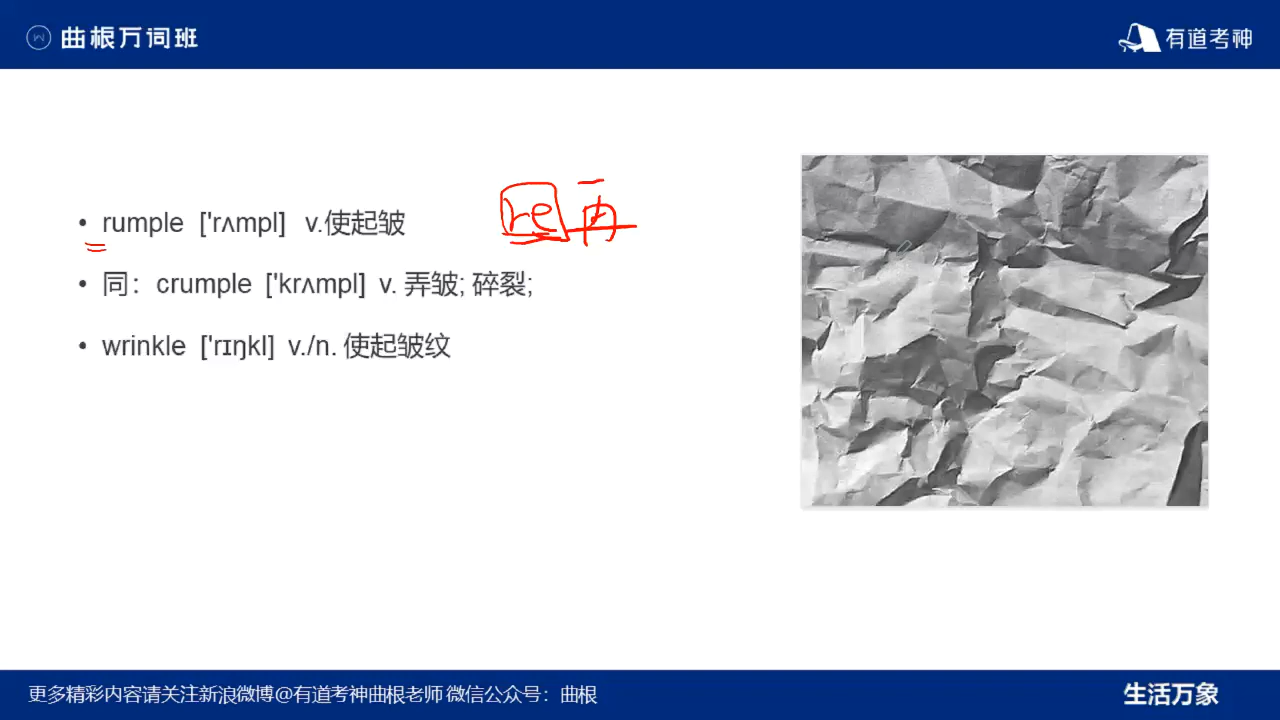 曲根万词班
有道考神
• rumple ['rʌmpl] v.使起皱
re 再
• 同：crumple ['krʌmpl] v. 弄皱; 碎裂;
• wrinkle ['rɪŋkl] v./n. 使起皱纹
更多精彩内容请关注新浪微博@有道考神曲根老师 微信公众号：曲根
生活万象